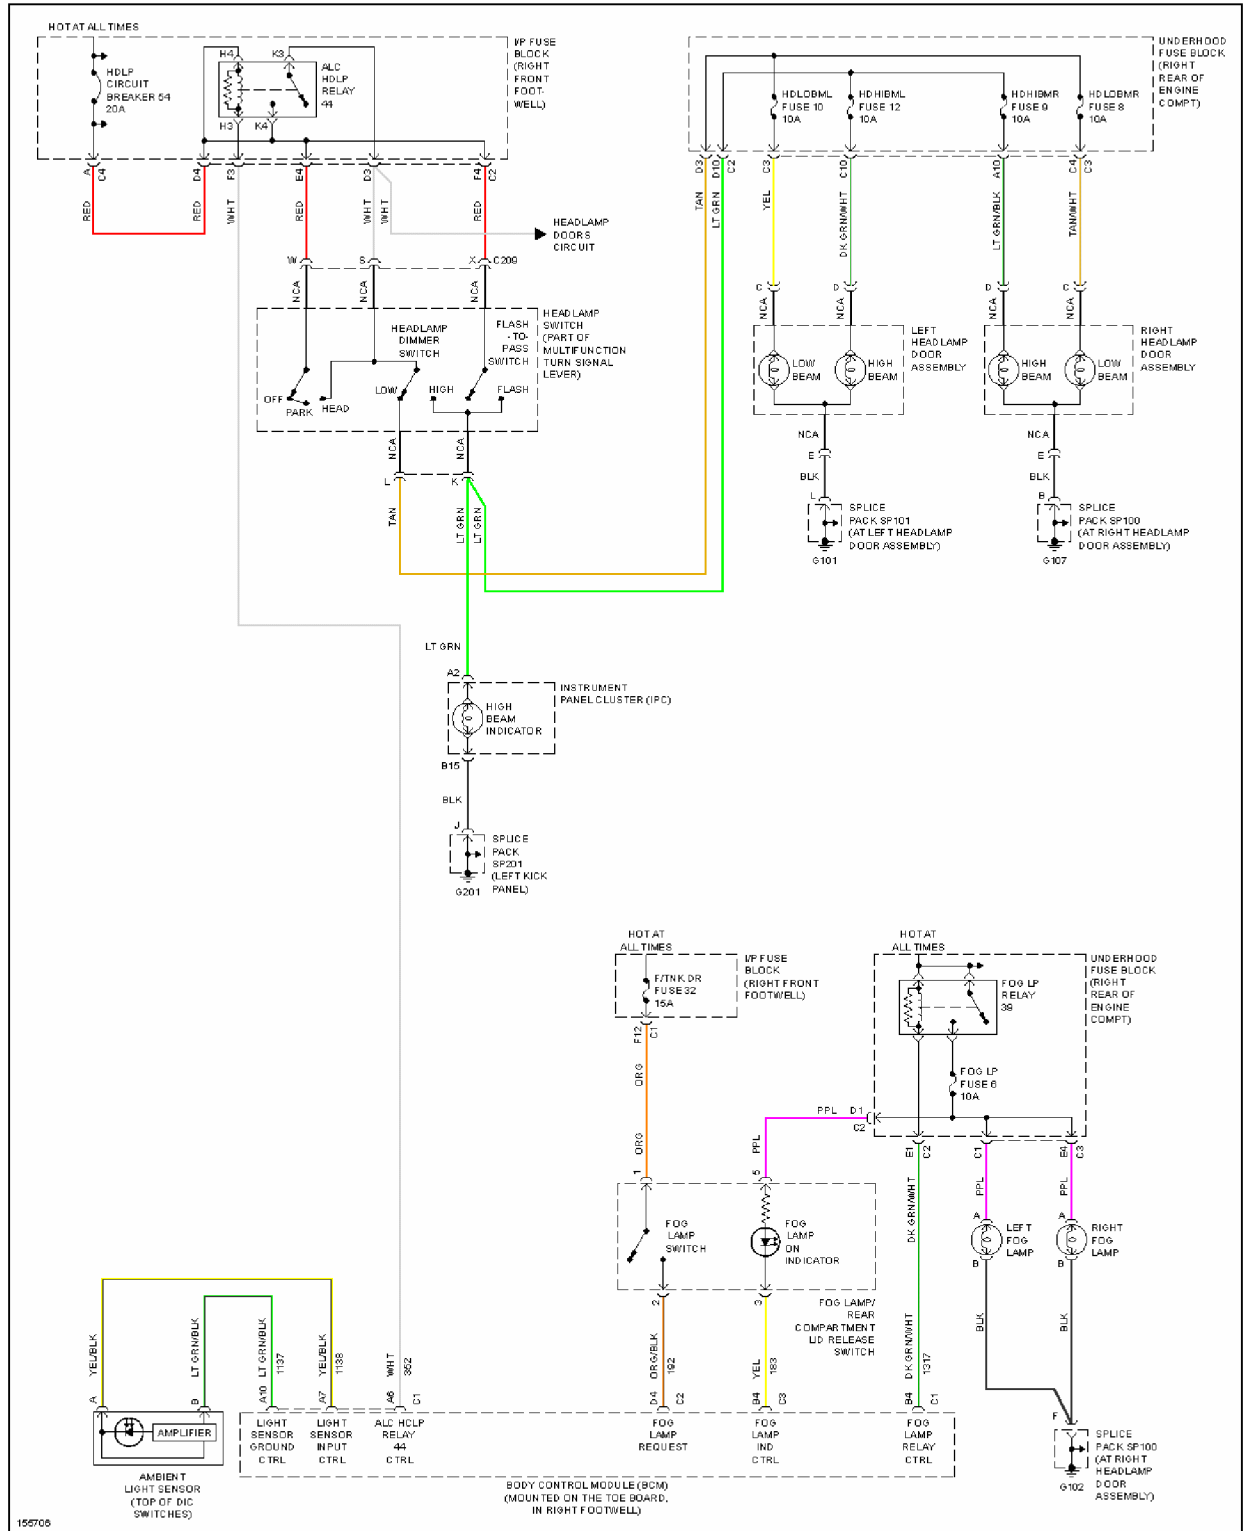 HOT AT ALL TIMES
HDLP
CIRCUIT
BREAKER 54
20A
H4
K3
ALC
HDLP
RELAY
44
H3
K4
I/P FUSE
BLOCK
(RIGHT
FRONT
FOOT-
WELL)
A
C4
D4
F3
E4
D3
F4
C2
RED
RED
WHT
RED
WHT
WHT
RED
HEADLAMP
DOORS
CIRCUIT
W
S
X
C209
NCA
NCA
NCA
HEADLAMP
DIMMER
SWITCH
FLASH
-TO-
PASS
SWITCH
HEADLAMP
SWITCH
(PART OF
MULTIFUNCTION
TURN SIGNAL
LEVER)
OFF
PARK
HEAD
LOW
HIGH
FLASH
NCA
NCA
L
K
TAN
LT GRN
LT GRN
UNDERHOOD
FUSE BLOCK
(RIGHT
REAR OF
ENGINE
COMPT)
HDLOBML
FUSE 10
10A
HDHIBML
FUSE 12
10A
HDHIBMR
FUSE 9
10A
HDLOBMR
FUSE 8
10A
D3
D10
C2
C3
C10
A10
C4
C3
TAN
LT GRN
YEL
DK GRN/WHT
LT GRN/BLK
TAN/WHT
C
D
D
C
NCA
NCA
NCA
NCA
LOW
BEAM
HIGH
BEAM
LEFT
HEADLAMP
DOOR
ASSEMBLY
HIGH
BEAM
LOW
BEAM
RIGHT
HEADLAMP
DOOR
ASSEMBLY
NCA
E
BLK
L
SPLICE
PACK SP101
(AT LEFT HEADLAMP
DOOR ASSEMBLY)
G101
NCA
E
BLK
B
SPLICE
PACK SP100
(AT RIGHT HEADLAMP
DOOR ASSEMBLY)
G107
LT GRN
A2
HIGH
BEAM
INDICATOR
INSTRUMENT
PANEL CLUSTER (IPC)
B15
BLK
J
SPLICE
PACK
SP201
(LEFT KICK
PANEL)
G201
HOT AT
ALL TIMES
F/TNK DR
FUSE 32
15A
I/P FUSE
BLOCK
(RIGHT FRONT
FOOTWELL)
F12
C1
ORG
ORG
1
HOT AT
ALL TIMES
FOG LP
RELAY
39
FOG LP
FUSE 6
10A
UNDERHOOD
FUSE BLOCK
(RIGHT
REAR OF
ENGINE
COMPT)
PPL
D1
C2
PPL
5
E1
C2
C1
B4
C3
DK GRN/WHT
PPL
PPL
FOG
LAMP
SWITCH
FOG
LAMP
ON
INDICATOR
A
LEFT
FOG
LAMP
B
A
RIGHT
FOG
LAMP
B
2
3
FOG LAMP/
REAR
COMPARTMENT
LID RELEASE
SWITCH
BLK
BLK
YEL/BLK
LT GRN/BLK
LT GRN/BLK
1137
YEL/BLK
1138
WHT
352
ORG/BLK
192
YEL
183
DK GRN/WHT
1317
A
B
A10
A7
A6
C1
D4
C2
B4
C3
B4
C1
F
AMPLIFIER
AMBIENT
LIGHT SENSOR
(TOP OF DIC
SWITCHES)
LIGHT
SENSOR
GROUND
CTRL
LIGHT
SENSOR
INPUT
CTRL
ALC HCLP
RELAY
44
CTRL
FOG
LAMP
REQUEST
FOG
LAMP
IND
CTRL
FOG
LAMP
RELAY
CTRL
BODY CONTROL MODULE (BCM)
(MOUNTED ON THE TOE BOARD,
IN RIGHT FOOTWELL)
SPLICE
PACK SP100
(AT RIGHT
HEADLAMP
DOOR
ASSEMBLY)
G102
155706